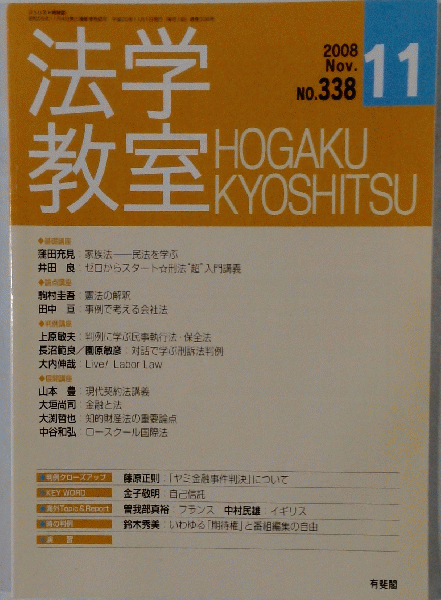 法学教室
HOGAKU KYOSHITSU
2008
Nov.
NO.338
11
◆基礎講座
窪田充見：家族法——民法を学ぶ
井田 良：ゼロからスタート☆刑法“超”入門講義
◆論点講座
駒村圭吾：憲法の解釈
田中 亘：事例で考える会社法
◆判例講座
上原敏夫：判例に学ぶ民事執行法・保全法
長沼範良／園原敏彦：対話で学ぶ刑訴法判例
大内伸哉：Live! Labor Law
◆展開講座
山本 豊：現代契約法講義
大垣尚司：金融と法
大渕哲也：知的財産法の重要論点
中谷和弘：ロースクール国際法
判例クローズアップ 藤原正則：「ヤミ金融事件判決」について
KEY WORD 金子敬明 自己信託
海外Topic & Report 曽我部真裕 フランス 中村民雄 イギリス
時の判例 鈴木秀美：いわゆる「期待権」と番組編集の自由
演習
有斐閣